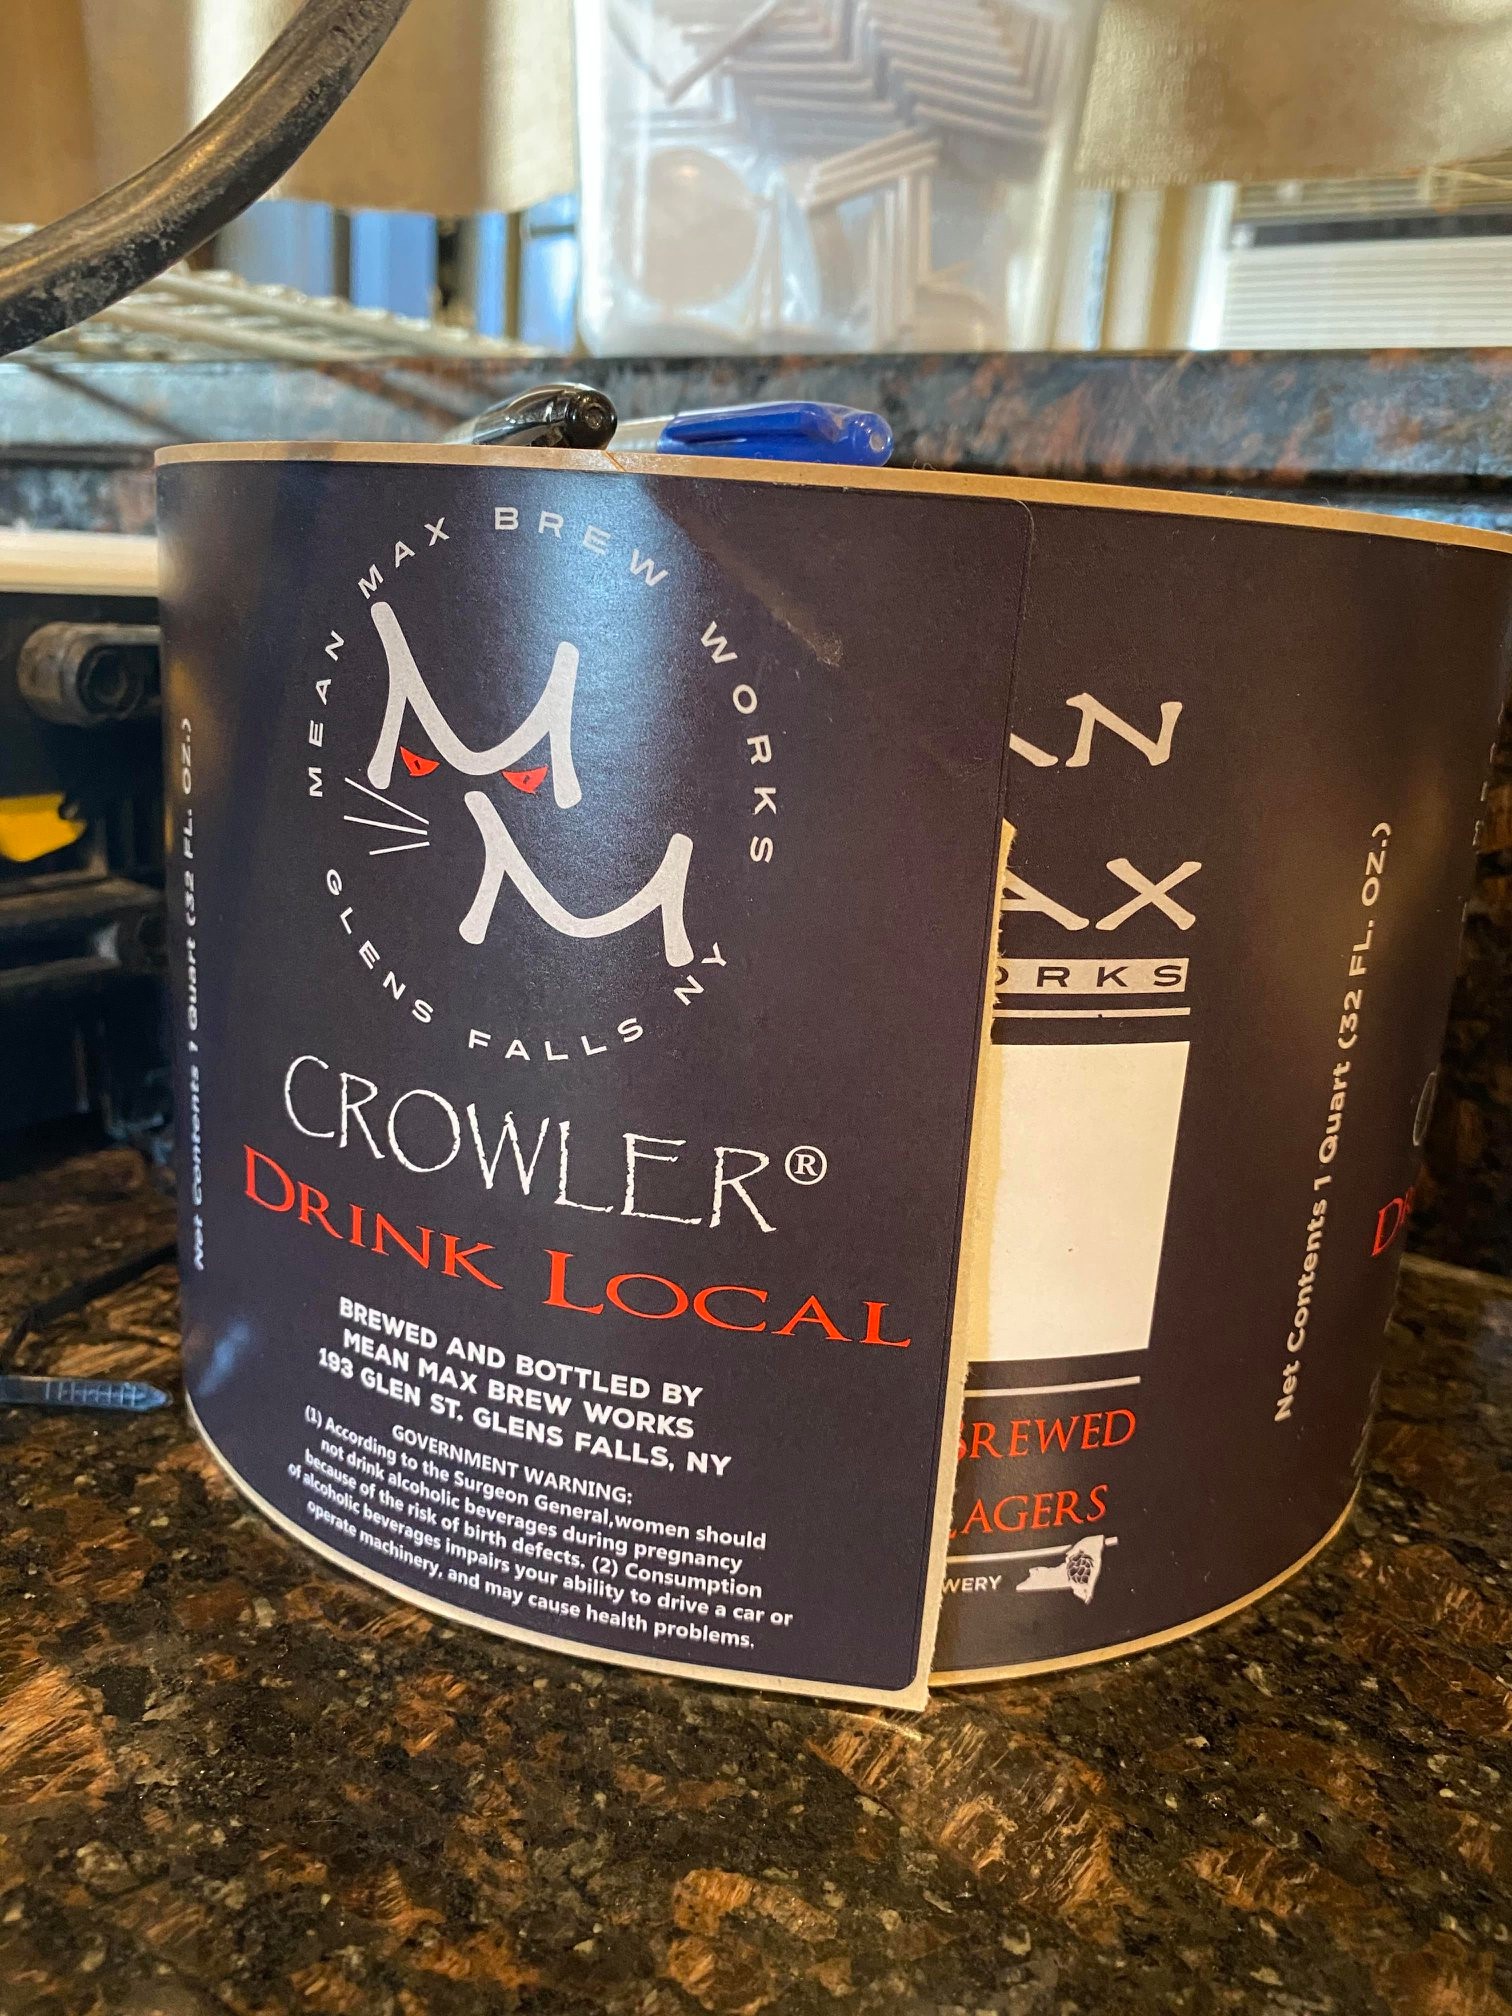 MEAN MAX BREW WORKS
GLENS FALLS NY
MM
CROWLER®
DRINK LOCAL
BREWED AND BOTTLED BY
MEAN MAX BREW WORKS
193 GLEN ST. GLENS FALLS, NY
GOVERNMENT WARNING:
(1) According to the Surgeon General,women should
not drink alcoholic beverages during pregnancy
because of the risk of birth defects. (2) Consumption
of alcoholic beverages impairs your ability to drive a car or
operate machinery, and may cause health problems.
Net Contents 1 Quart (32 FL. OZ.)
AN
AX
ORKS
BREWED
LAGERS
WERY
Net Contents 1 Quart (32 FL. OZ.)